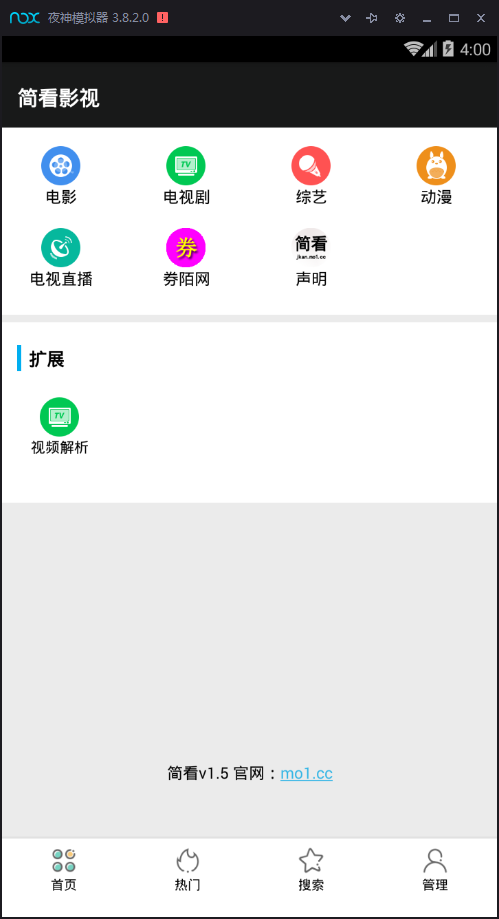 nox 夜神模拟器 3.8.2.0
4:00
简看影视
电影 电视剧 综艺 动漫
TV
券
简看
jkan.mo1.cc
电视直播 券陌网 声明
扩展
TV
视频解析
简看v1.5 官网：mo1.cc
首页 热门 搜索 管理